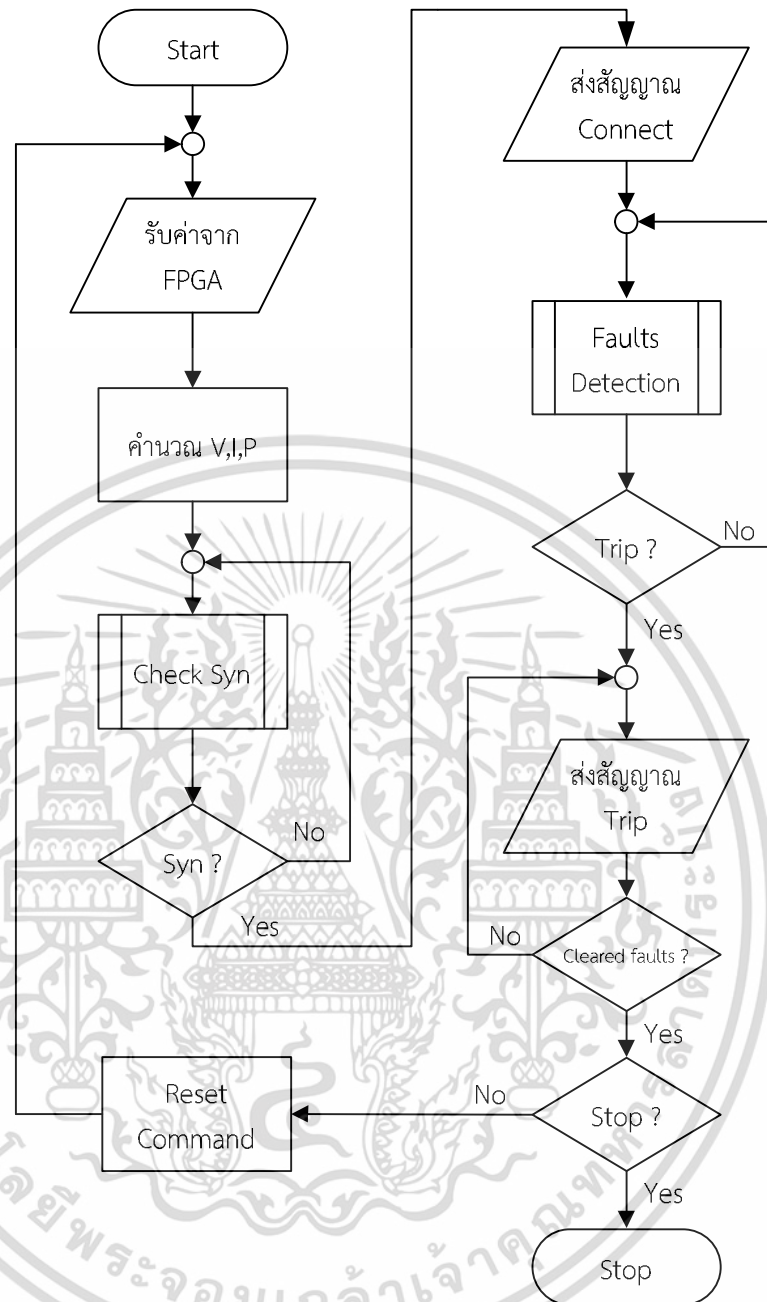 Start
รับค่าจาก
FPGA
คำนวณ V,I,P
Check Syn
Syn ?
No
Yes
ส่งสัญญาณ
Connect
Faults
Detection
Trip ?
No
Yes
ส่งสัญญาณ
Trip
Cleared faults ?
No
Yes
Stop ?
No
Yes
Reset
Command
Stop